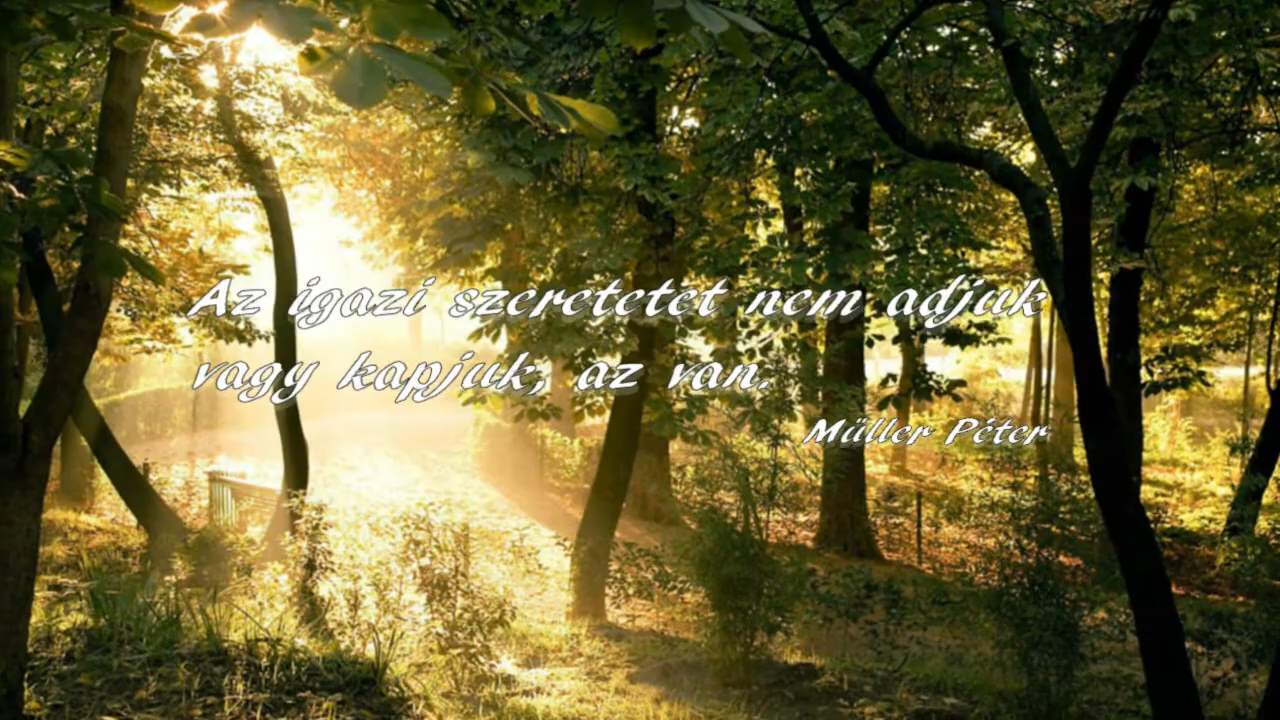 Az igazi szeretetet nem adjuk
vagy kapjuk, az van.
Müller Péter